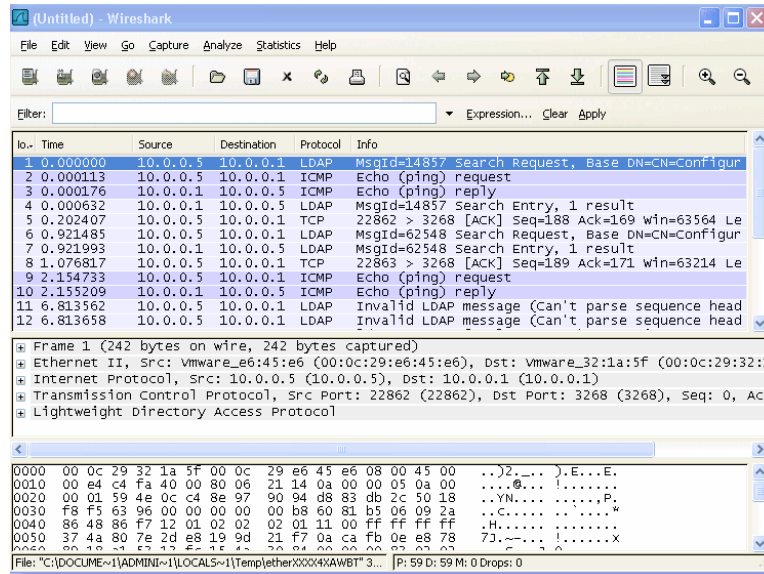 (Untitled) - Wireshark
File Edit View Go Capture Analyze Statistics Help
Filter: Expression... Clear Apply
lo.. Time Source Destination Protocol Info
1 0.000000 10.0.0.5 10.0.0.1 LDAP MsgId=14857 Search Request, Base DN=CN=Configur
2 0.000113 10.0.0.1 10.0.0.5 ICMP Echo (ping) request
3 0.000176 10.0.0.5 10.0.0.1 ICMP Echo (ping) reply
4 0.000632 10.0.0.1 10.0.0.5 LDAP MsgId=14857 Search Entry, 1 result
5 0.202407 10.0.0.5 10.0.0.1 TCP 22862 > 3268 [ACK] Seq=188 Ack=169 Win=63564 Le
6 0.921485 10.0.0.5 10.0.0.1 LDAP MsgId=62548 Search Request, Base DN=CN=Configur
7 0.921993 10.0.0.1 10.0.0.5 LDAP MsgId=62548 Search Entry, 1 result
8 1.076817 10.0.0.5 10.0.0.1 TCP 22863 > 3268 [ACK] Seq=189 Ack=171 Win=63214 Le
9 2.154733 10.0.0.5 10.0.0.1 ICMP Echo (ping) request
10 2.155209 10.0.0.1 10.0.0.5 ICMP Echo (ping) reply
11 6.813562 10.0.0.5 10.0.0.1 LDAP Invalid LDAP message (Can't parse sequence head
12 6.813658 10.0.0.5 10.0.0.1 LDAP Invalid LDAP message (Can't parse sequence head
Frame 1 (242 bytes on wire, 242 bytes captured)
Ethernet II, Src: Vmware_e6:45:e6 (00:0c:29:e6:45:e6), Dst: Vmware_32:1a:5f (00:0c:29:32:
Internet Protocol, Src: 10.0.0.5 (10.0.0.5), Dst: 10.0.0.1 (10.0.0.1)
Transmission Control Protocol, Src Port: 22862 (22862), Dst Port: 3268 (3268), Seq: 0, Ac
Lightweight Directory Access Protocol
0000 00 0c 29 32 1a 5f 00 0c 29 e6 45 e6 08 00 45 00 ..)2._.. ).E...E.
0010 00 e4 c4 fa 40 00 80 06 21 14 0a 00 00 05 0a 00 ....@... !.......
0020 00 01 59 4e 0c c4 8e 97 90 94 d8 83 db 2c 50 18 ..YN.... .....,P.
0030 f8 f5 63 96 00 00 00 00 00 b8 60 81 b5 06 09 2a ..c..... ..`....*
0040 86 48 86 f7 12 01 02 02 02 01 11 00 ff ff ff ff .H...... ........
0050 37 4a 80 7e 2d e8 19 9d 21 f7 0a ca fb 0e e8 78 7J.~-... !......x
File: "C:\DOCUME~1\ADMINI~1\LOCALS~1\Temp\etherXXXX4XAWBT" 3... P: 59 D: 59 M: 0 Drops: 0